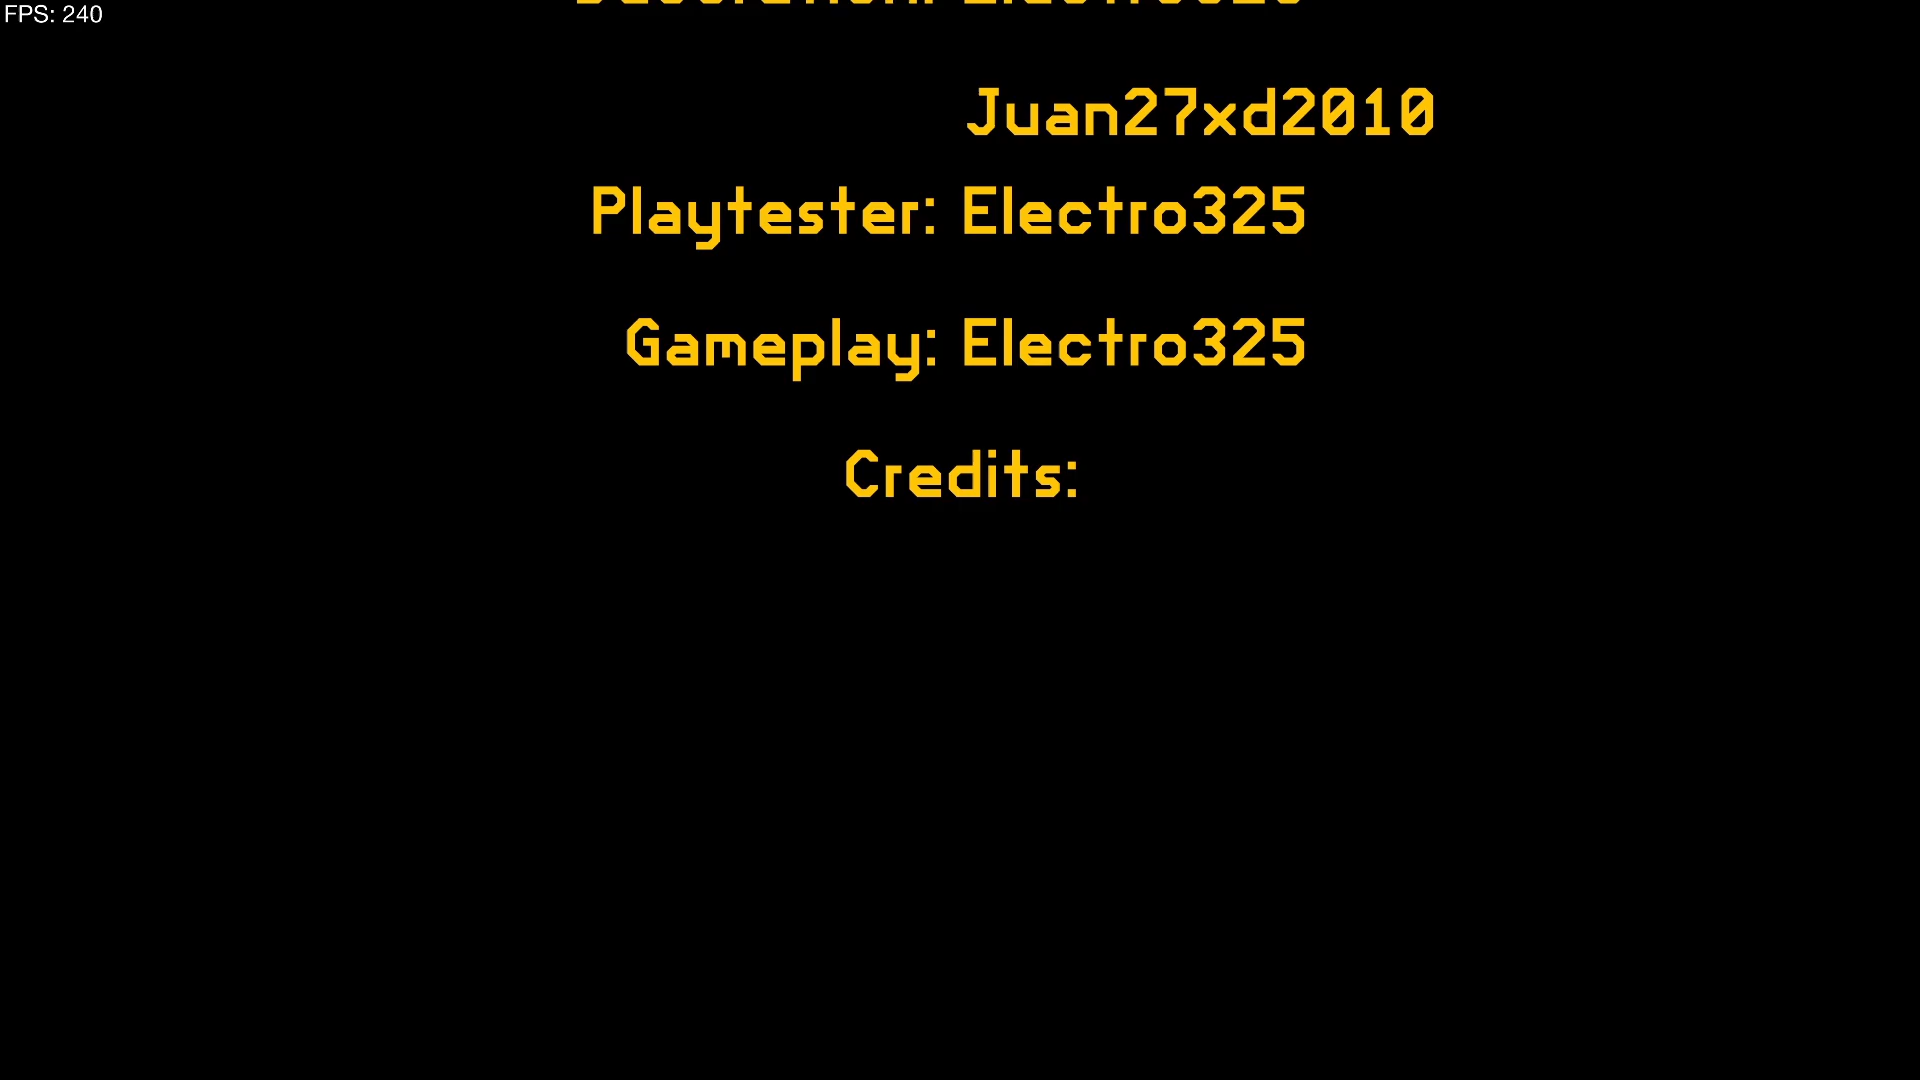 FPS: 240
Juan27xd2010
Playtester: Electro325
Gameplay: Electro325
Credits: